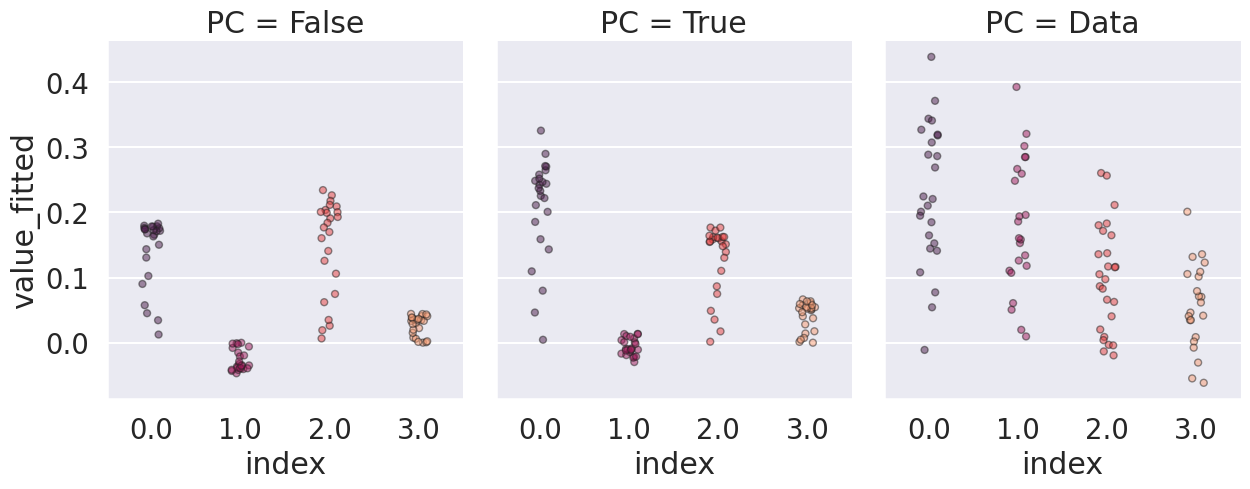 PC = False
PC = True
PC = Data
value_fitted
0.4
0.3
0.2
0.1
0.0
0.0 1.0 2.0 3.0
0.0 1.0 2.0 3.0
0.0 1.0 2.0 3.0
index
index
index